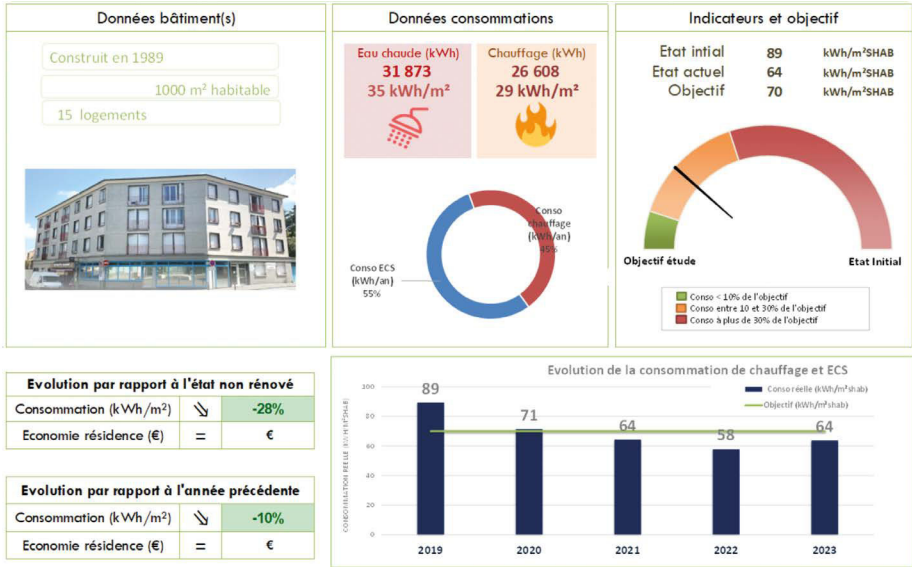 Données bâtiment(s)
Construit en 1989
1000 m² habitable
15 logements
Données consommations
Eau chaude (kWh)
31 873
35 kWh/m²
Chauffage (kWh)
26 608
29 kWh/m²
Conso
chauffage
(kWh/an)
45%
Conso ECS
(kWh/an)
55%
Indicateurs et objectif
Etat intial 89 kWh/m²SHAB
Etat actuel 64 kWh/m²SHAB
Objectif 70 kWh/m²SHAB
Objectif étude
Etat Initial
Conso < 10% de l'objectif
Conso entre 10 et 30% de l'objectif
Conso à plus de 30% de l'objectif
Evolution par rapport à l'état non rénové
Consommation (kWh/m²) ⇘ -28%
Economie résidence (€) = €
Evolution par rapport à l'année précédente
Consommation (kWh/m²) ⇘ -10%
Economie résidence (€) = €
Evolution de la consommation de chauffage et ECS
Conso réelle (kWh/m²shab)
Objectif (kWh/m²shab)
CONSOMMATION REELLE (KWH/M²SHAB)
100
80
60
40
20
0
89
71
64
58
64
2019
2020
2021
2022
2023